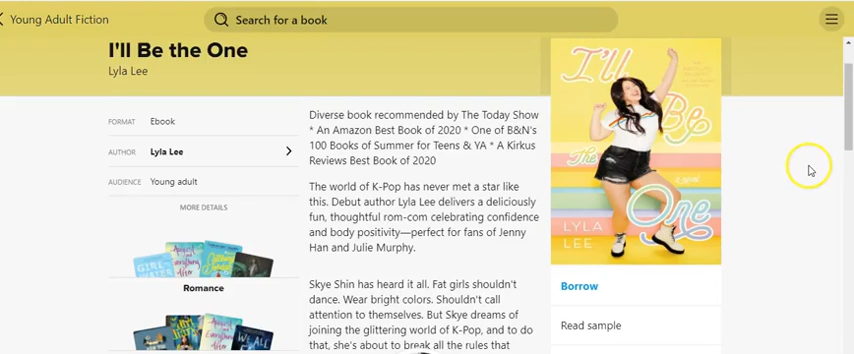 Young Adult Fiction
Search for a book
I'll Be the One
Lyla Lee
FORMAT Ebook
AUTHOR Lyla Lee
AUDIENCE Young adult
MORE DETAILS
Romance
Diverse book recommended by The Today Show
* An Amazon Best Book of 2020 * One of B&N's
100 Books of Summer for Teens & YA * A Kirkus
Reviews Best Book of 2020
The world of K-Pop has never met a star like
this. Debut author Lyla Lee delivers a deliciously
fun, thoughtful rom-com celebrating confidence
and body positivity—perfect for fans of Jenny
Han and Julie Murphy.
Skye Shin has heard it all. Fat girls shouldn't
dance. Wear bright colors. Shouldn't call
attention to themselves. But Skye dreams of
joining the glittering world of K-Pop, and to do
that, she's about to break all the rules that
I'll
Be
the
One
a novel
LYLA
LEE
Borrow
Read sample